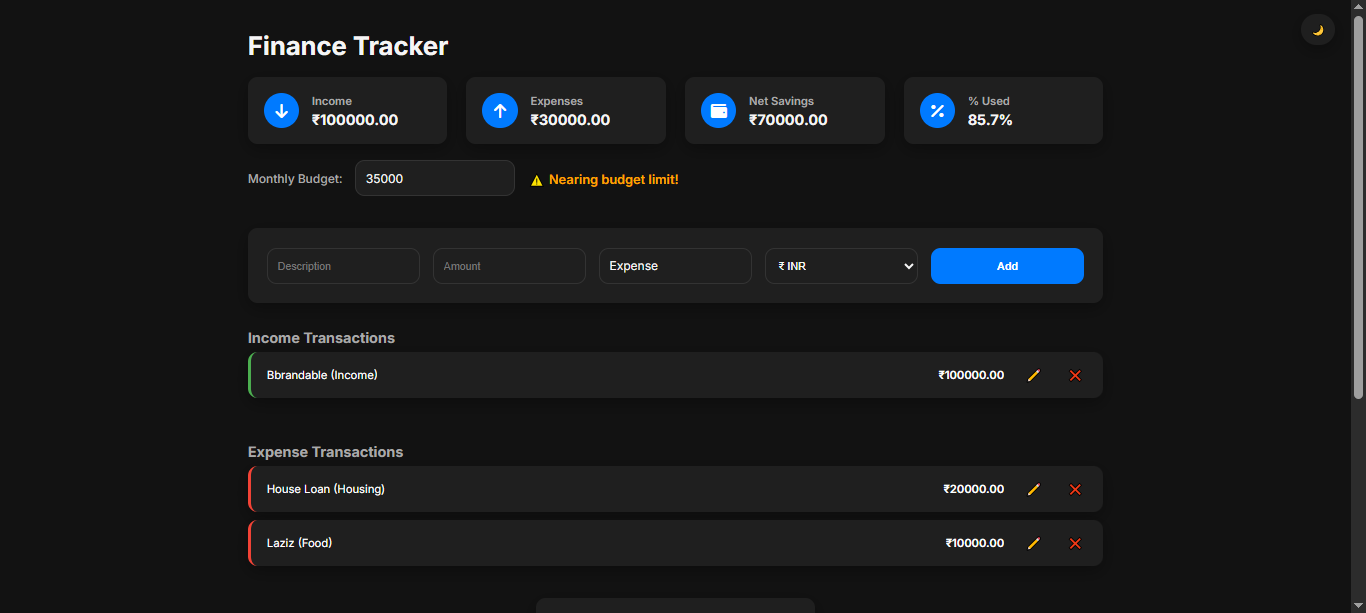 Finance Tracker
Income
₹100000.00
Expenses
₹30000.00
Net Savings
₹70000.00
% Used
85.7%
Monthly Budget:
35000
⚠ Nearing budget limit!
Description
Amount
Expense
₹ INR
Add
Income Transactions
Bbrandable (Income)
₹100000.00
Expense Transactions
House Loan (Housing)
₹20000.00
Laziz (Food)
₹10000.00